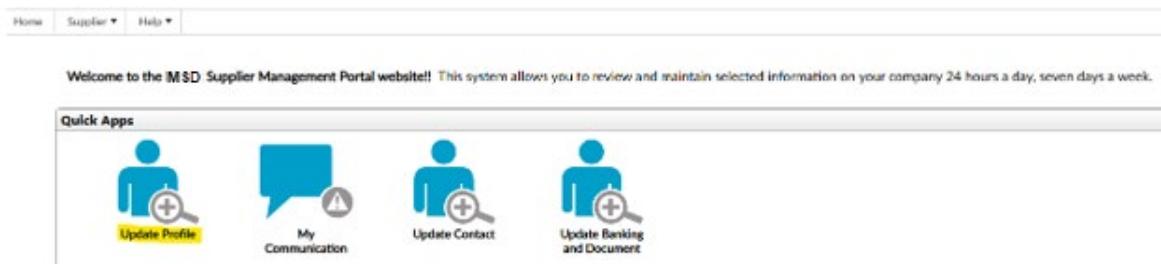 Home Supplier ▼ Help ▼
Welcome to the MSD Supplier Management Portal website!! This system allows you to review and maintain selected information on your company 24 hours a day, seven days a week.
Quick Apps
Update Profile
My
Communication
Update Contact
Update Banking
and Document